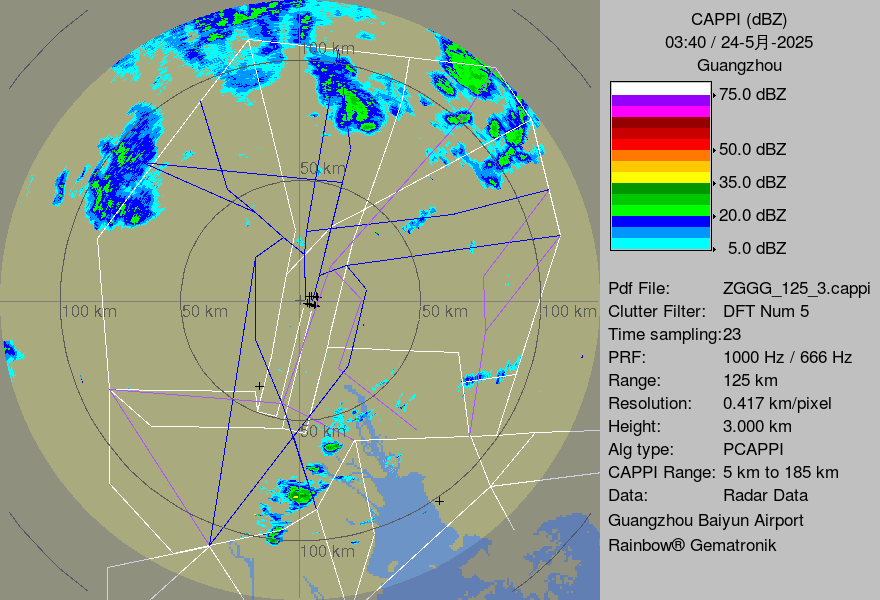 CAPPI (dBZ)
03:40 / 24-5月-2025
Guangzhou
75.0 dBZ
50.0 dBZ
35.0 dBZ
20.0 dBZ
5.0 dBZ
Pdf File: ZGGG_125_3.cappi
Clutter Filter: DFT Num 5
Time sampling:23
PRF: 1000 Hz / 666 Hz
Range: 125 km
Resolution: 0.417 km/pixel
Height: 3.000 km
Alg type: PCAPPI
CAPPI Range: 5 km to 185 km
Data: Radar Data
Guangzhou Baiyun Airport
Rainbow® Gematronik
100 km
50 km
100 km
50 km
50 km
100 km
50 km
100 km